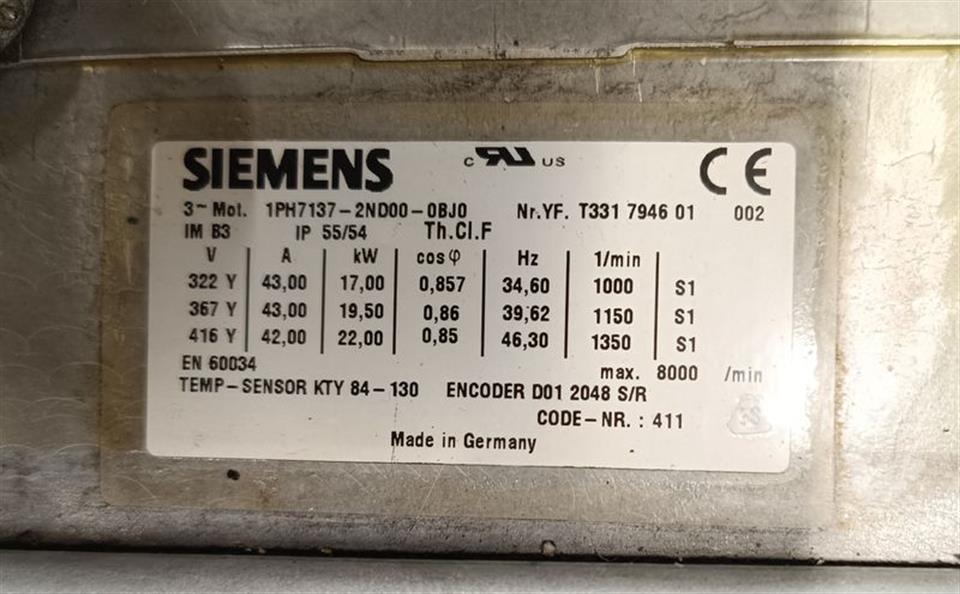 SIEMENS
C RU US
CE
3~ Mot. 1PH7137-2ND00-0BJ0 Nr.YF. T331 7946 01 002
IM B3 IP 55/54 Th.Cl.F
V A kW cosφ Hz 1/min
322 Y 43,00 17,00 0,857 34,60 1000 S1
367 Y 43,00 19,50 0,86 39,62 1150 S1
416 Y 42,00 22,00 0,85 46,30 1350 S1
EN 60034 max. 8000 /min
TEMP-SENSOR KTY 84-130 ENCODER D01 2048 S/R
CODE-NR. : 411
Made in Germany